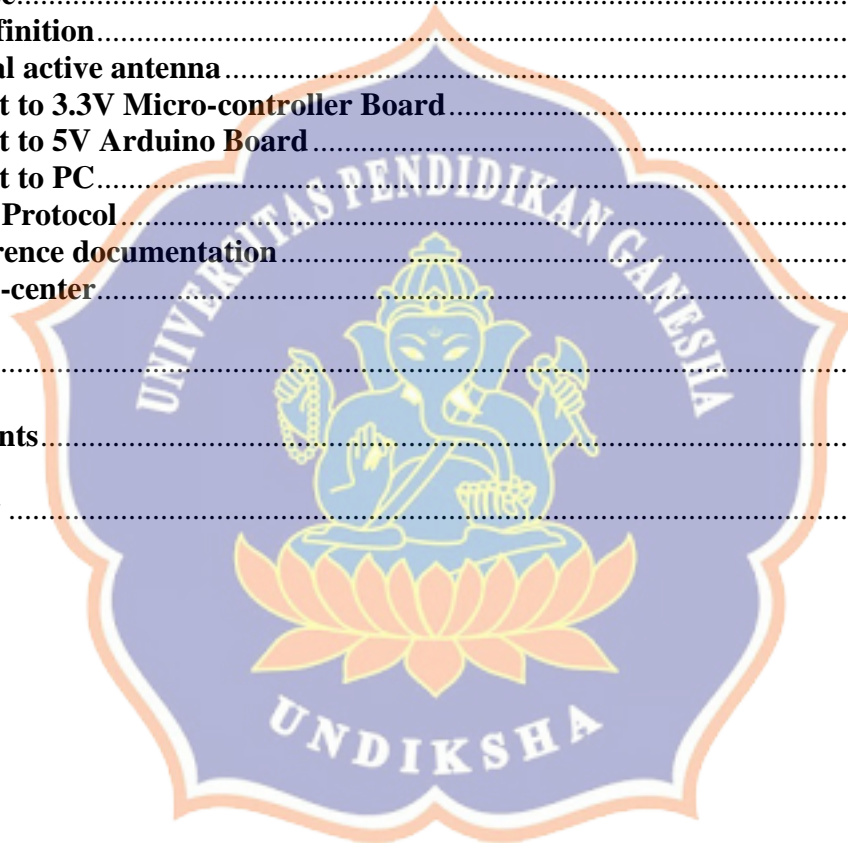 finition........................................................................................................
al active antenna........................................................................................
t to 3.3V Micro-controller Board......................................................
t to 5V Arduino Board.........................................................................
t to PC........................................................................................................
Protocol.....................................................................................................
rence documentation................................................................................
-center........................................................................................................
nts...............................................................................................................
UNIVERSITAS PENDIDIKAN GANESHA
UNDIKSHA